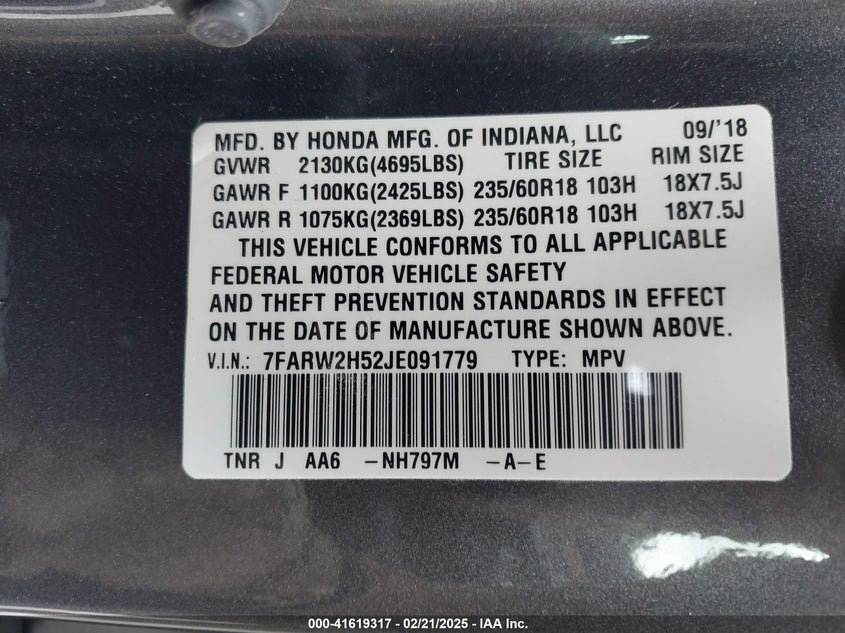 MFD. BY HONDA MFG. OF INDIANA, LLC 09/'18
GVWR 2130KG(4695LBS) TIRE SIZE RIM SIZE
GAWR F 1100KG(2425LBS) 235/60R18 103H 18X7.5J
GAWR R 1075KG(2369LBS) 235/60R18 103H 18X7.5J
THIS VEHICLE CONFORMS TO ALL APPLICABLE
FEDERAL MOTOR VEHICLE SAFETY
AND THEFT PREVENTION STANDARDS IN EFFECT
ON THE DATE OF MANUFACTURE SHOWN ABOVE.
V.I.N.: 7FARW2H52JE091779 TYPE: MPV
TNR J AA6 -NH797M -A-E
000-41619317 - 02/21/2025 - IAA Inc.